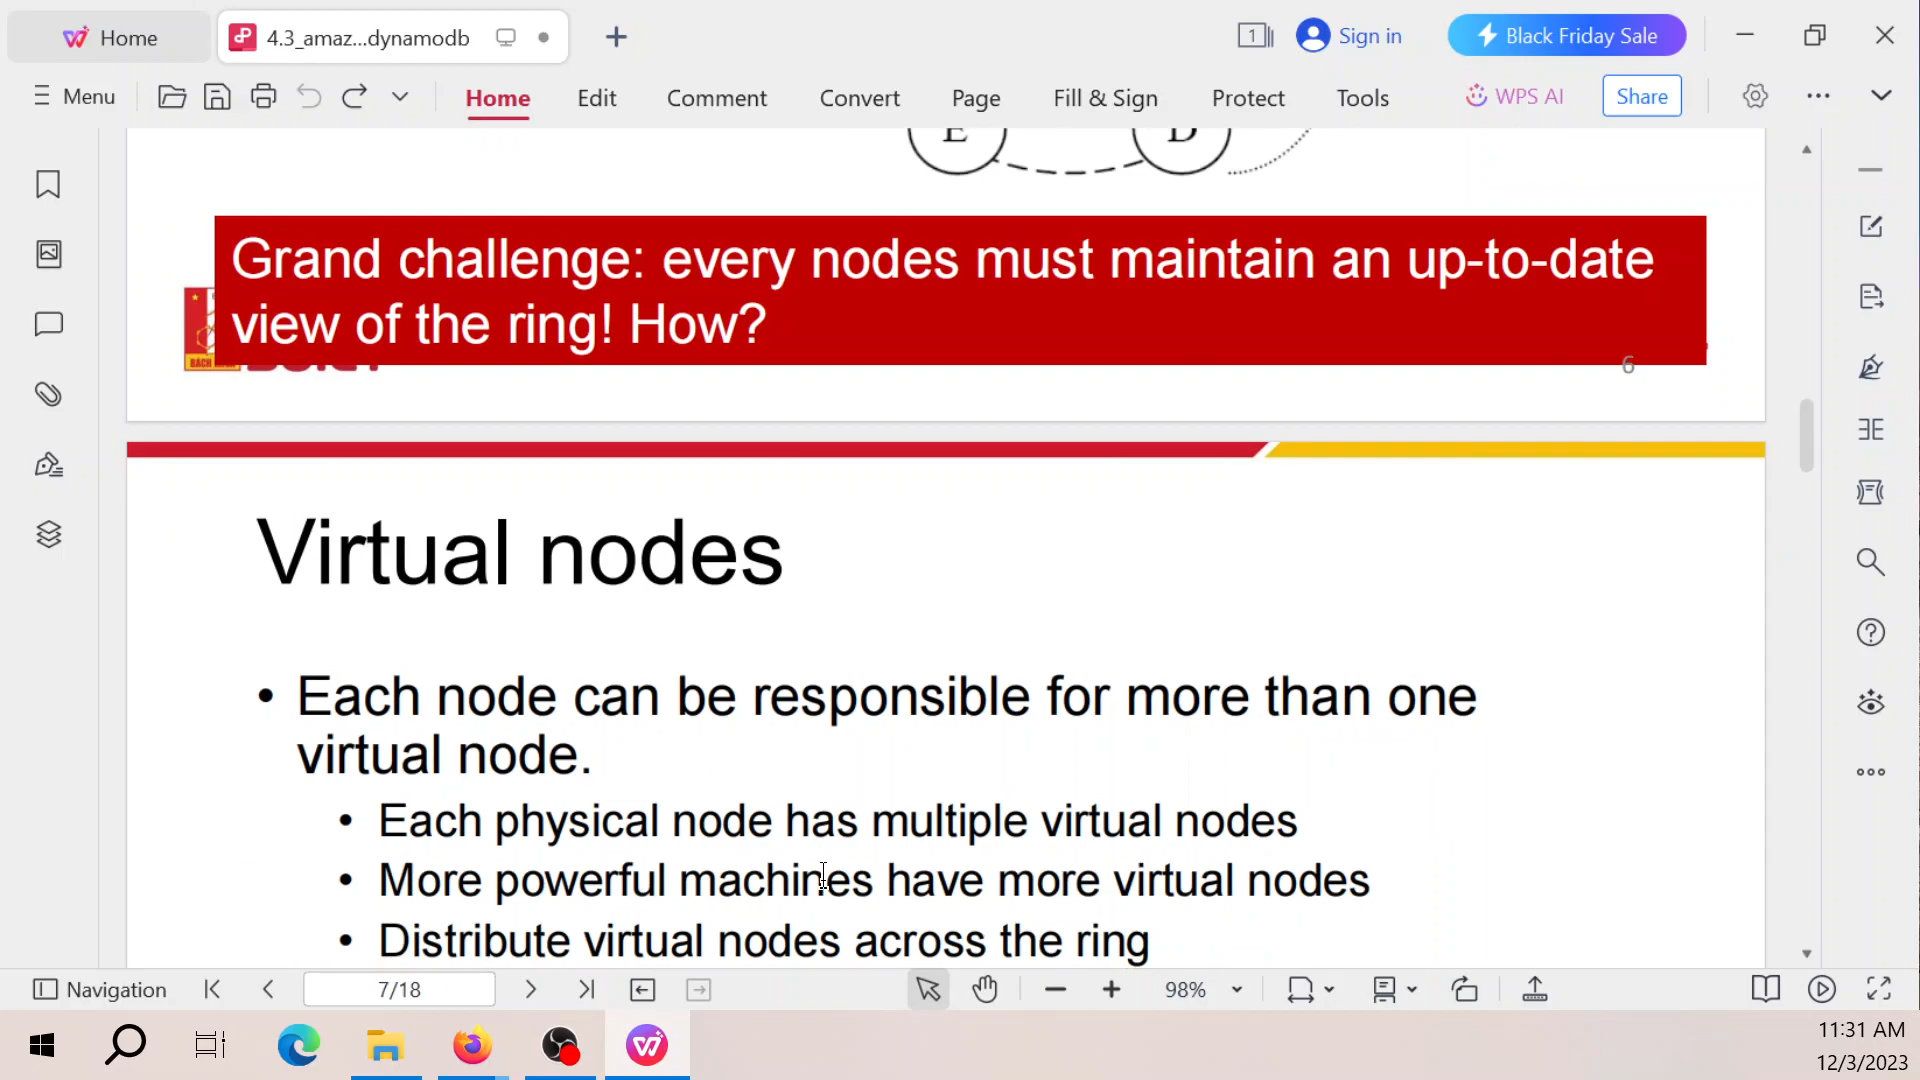 Home
4.3_amaz...dynamodb
1
Sign in
Black Friday Sale
Menu
Home
Edit
Comment
Convert
Page
Fill & Sign
Protect
Tools
WPS AI
Share
E
D
Grand challenge: every nodes must maintain an up-to-date
view of the ring! How?
6
Virtual nodes
• Each node can be responsible for more than one
virtual node.
• Each physical node has multiple virtual nodes
• More powerful machines have more virtual nodes
• Distribute virtual nodes across the ring
Navigation
7/18
98%
11:31 AM
12/3/2023